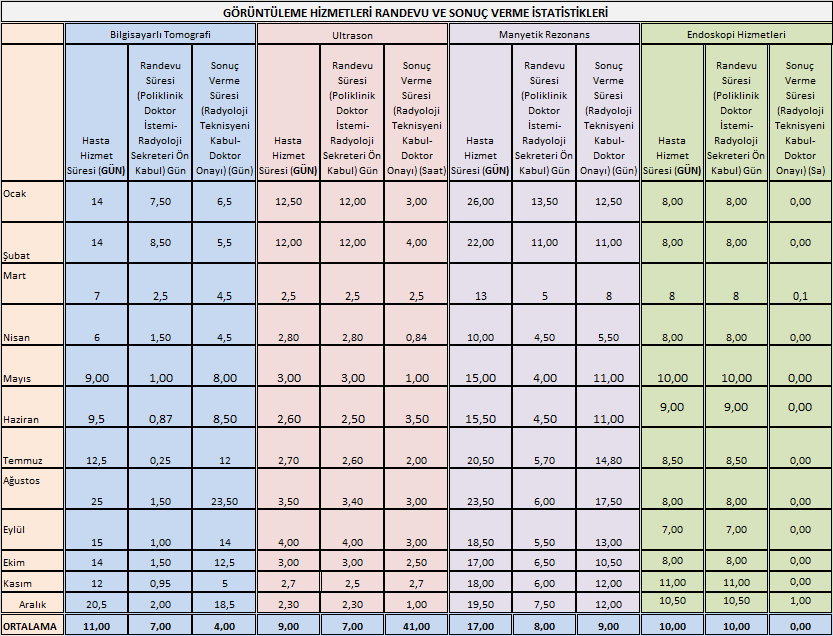 GÖRÜNTÜLEME HİZMETLERİ RANDEVU VE SONUÇ VERME İSTATİSTİKLERİ
Bilgisayarlı Tomografi Ultrason Manyetik Rezonans Endoskopi Hizmetleri
Hasta
Hizmet
Süresi (GÜN)
Randevu
Süresi
(Poliklinik
Doktor
İstemi-
Radyoloji
Sekreteri Ön
Kabul) Gün
Sonuç
Verme
Süresi
(Radyoloji
Teknisyeni
Kabul-
Doktor
Onayı) (Gün)
Hasta
Hizmet
Süresi (GÜN)
Randevu
Süresi
(Poliklinik
Doktor
İstemi-
Radyoloji
Sekreteri Ön
Kabul) Gün
Sonuç
Verme
Süresi
(Radyoloji
Teknisyeni
Kabul-
Doktor
Onayı) (Saat)
Hasta
Hizmet
Süresi (GÜN)
Randevu
Süresi
(Poliklinik
Doktor
İstemi-
Radyoloji
Sekreteri Ön
Kabul) Gün
Sonuç
Verme
Süresi
(Radyoloji
Teknisyeni
Kabul-
Doktor
Onayı) (Gün)
Hasta
Hizmet
Süresi (GÜN)
Randevu
Süresi
(Poliklinik
Doktor
İstemi-
Radyoloji
Sekreteri Ön
Kabul) Gün
Sonuç
Verme
Süresi
(Radyoloji
Teknisyeni
Kabul-
Doktor
Onayı) (Sa)
Ocak 14 7,50 6,5 12,50 12,00 3,00 26,00 13,50 12,50 8,00 8,00 0,00
Şubat 14 8,50 5,5 12,00 12,00 4,00 22,00 11,00 11,00 8,00 8,00 0,00
Mart 7 2,5 4,5 2,5 2,5 2,5 13 5 8 8 8 0,1
Nisan 6 1,50 4,5 2,80 2,80 0,84 10,00 4,50 5,50 8,00 8,00 0,00
Mayıs 9,00 1,00 8,00 3,00 3,00 1,00 15,00 4,00 11,00 10,00 10,00 0,00
Haziran 9,5 0,87 8,50 2,60 2,50 3,50 15,50 4,50 11,00 9,00 9,00 0,00
Temmuz 12,5 0,25 12 2,70 2,60 2,00 20,50 5,70 14,80 8,50 8,50 0,00
Ağustos 25 1,50 23,50 3,50 3,40 3,00 23,50 6,00 17,50 8,00 8,00 0,00
Eylül 15 1,00 14 4,00 4,00 3,00 18,50 5,50 13,00 7,00 7,00 0,00
Ekim 14 1,50 12,5 3,00 3,00 2,50 17,00 6,50 10,50 8,00 8,00 0,00
Kasım 12 0,95 5 2,7 2,5 2,7 18,00 6,00 12,00 11,00 11,00 0,00
Aralık 20,5 2,00 18,5 2,30 2,30 1,00 19,50 7,50 12,00 10,50 10,50 1,00
ORTALAMA 11,00 7,00 4,00 9,00 7,00 41,00 17,00 8,00 9,00 10,00 10,00 0,00